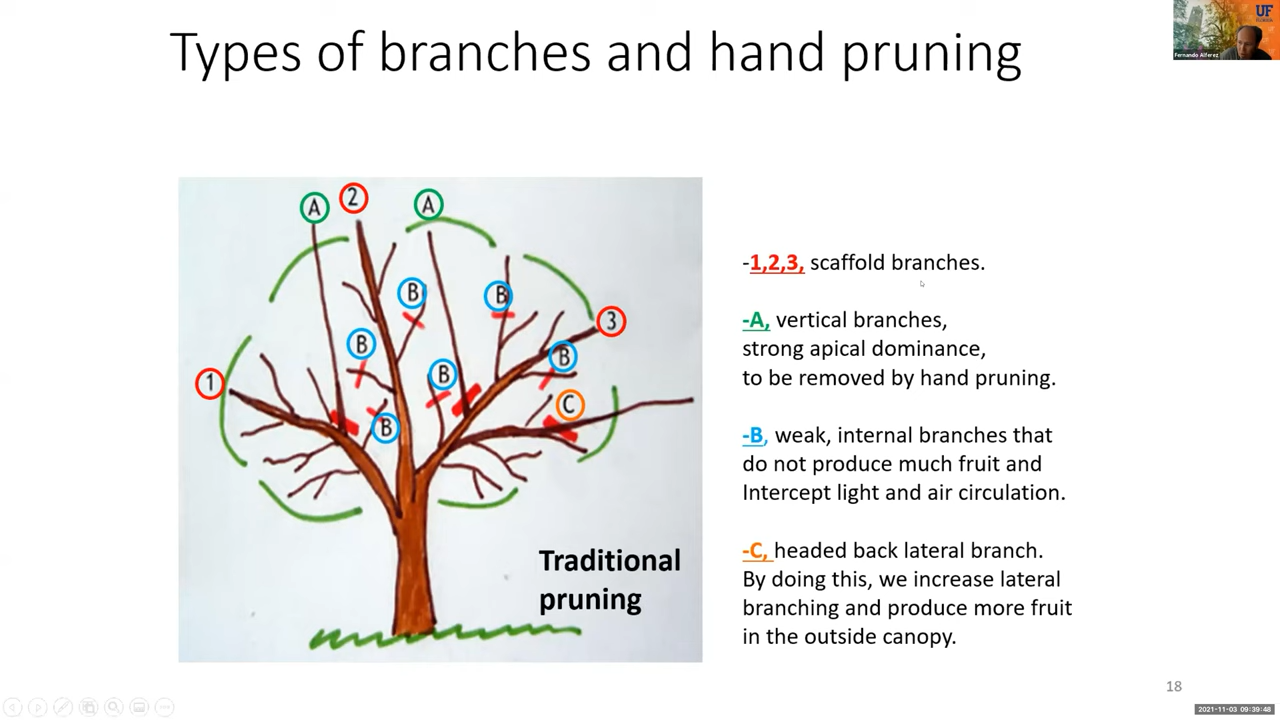 UF
Fernando Alferez
Types of branches and hand pruning
A
2
A
B
B
3
B
B
B
1
C
B
Traditional
pruning
-1,2,3, scaffold branches.
-A, vertical branches,
strong apical dominance,
to be removed by hand pruning.
-B, weak, internal branches that
do not produce much fruit and
Intercept light and air circulation.
-C, headed back lateral branch.
By doing this, we increase lateral
branching and produce more fruit
in the outside canopy.
18
2021-11-03 09:39:48